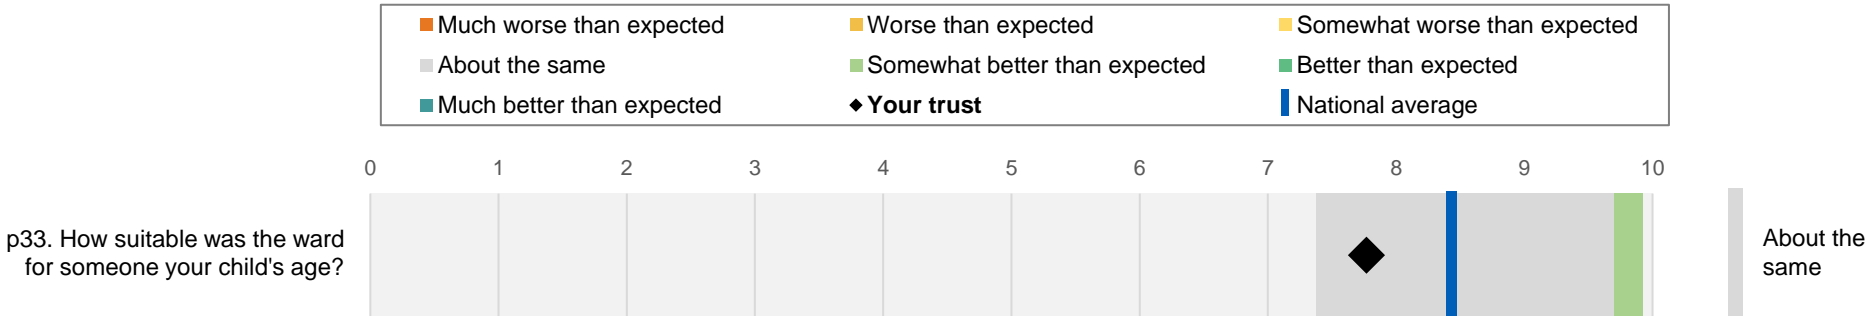 Much worse than expected
Worse than expected
Somewhat worse than expected
About the same
Somewhat better than expected
Better than expected
Much better than expected
Your trust
National average
0 1 2 3 4 5 6 7 8 9 10
p33. How suitable was the ward
for someone your child's age?
About the
same